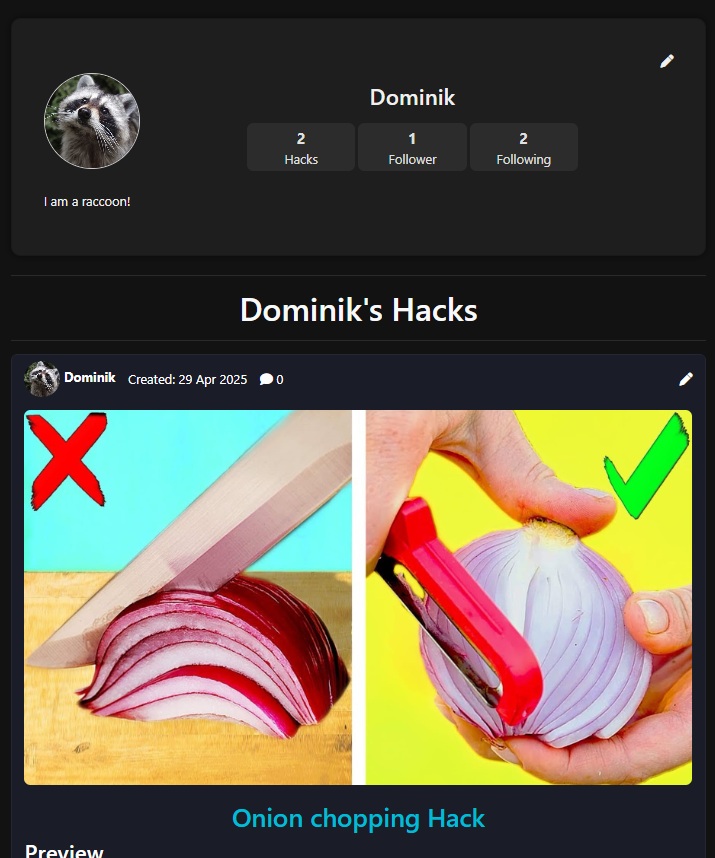 Dominik
2 1 2
Hacks Follower Following
I am a raccoon!
Dominik's Hacks
Dominik Created: 29 Apr 2025 0
Onion chopping Hack
Preview